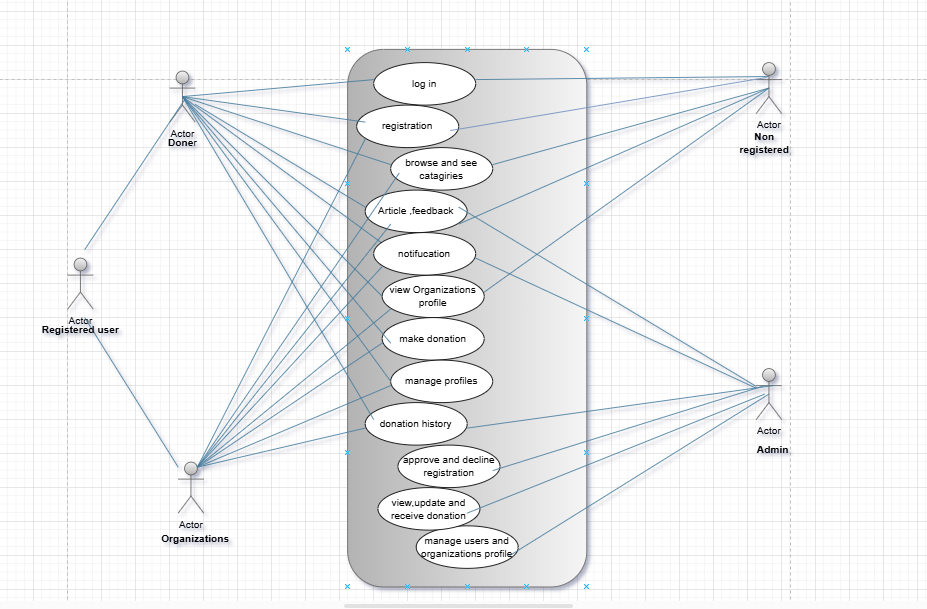 log in
registration
browse and see
catagiries
Article ,feedback
notifucation
view Organizations
profile
make donation
manage profiles
donation history
approve and decline
registration
view,update and
receive donation
manage users and
organizations profile
Actor
Doner
Actor
Registered user
Actor
Organizations
Actor
Non
registered
Actor
Admin